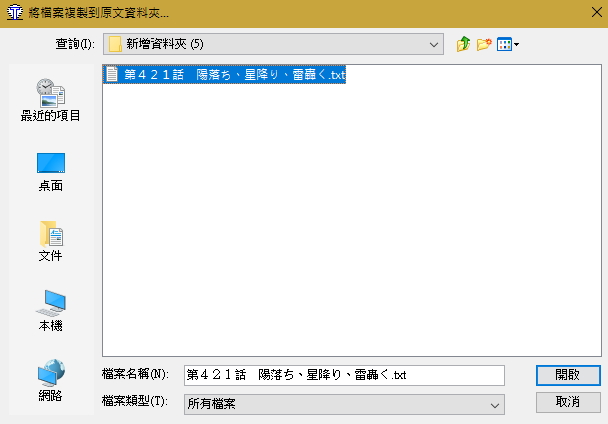 將檔案複製到原文資料夾...
查詢(I):
新增資料夾 (5)
第４２１話　陽落ち、星降り、雷轟く.txt
最近的項目
桌面
文件
本機
網路
檔案名稱(N):
第４２１話　陽落ち、星降り、雷轟く.txt
開啟
檔案類型(T):
所有檔案
取消